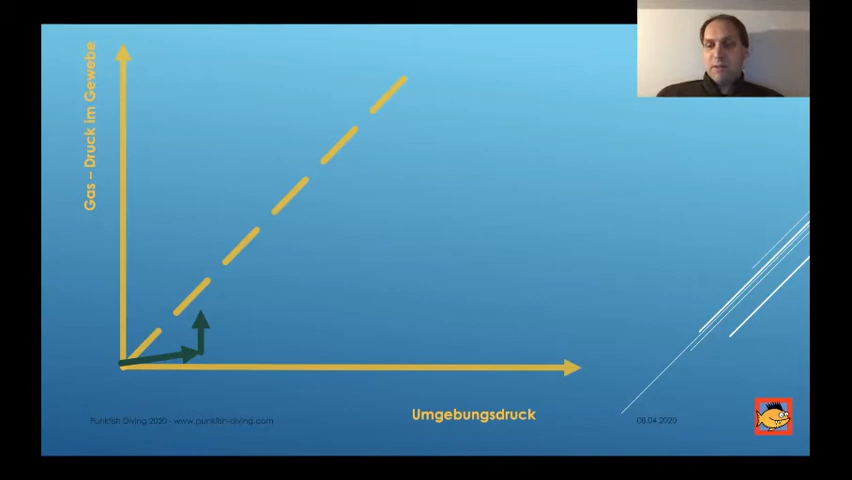 Gas – Druck im Gewebe
Umgebungsdruck
Punkfish Diving 2020 - www.punkfish-diving.com
08.04.2020